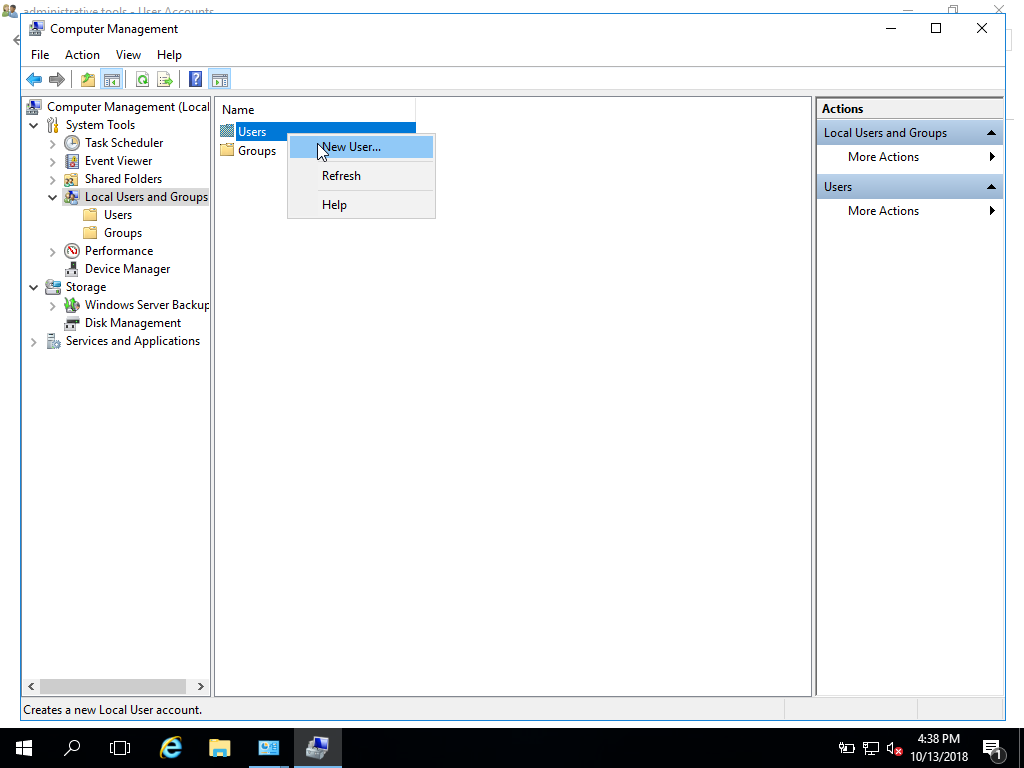 administrative tools - User Accounts
Computer Management
File Action View Help
Computer Management (Local
System Tools
Task Scheduler
Event Viewer
Shared Folders
Local Users and Groups
Users
Groups
Performance
Device Manager
Storage
Windows Server Backup
Disk Management
Services and Applications
Name
Users
Groups
New User...
Refresh
Help
Actions
Local Users and Groups
More Actions
Users
More Actions
Creates a new Local User account.
4:38 PM
10/13/2018
1